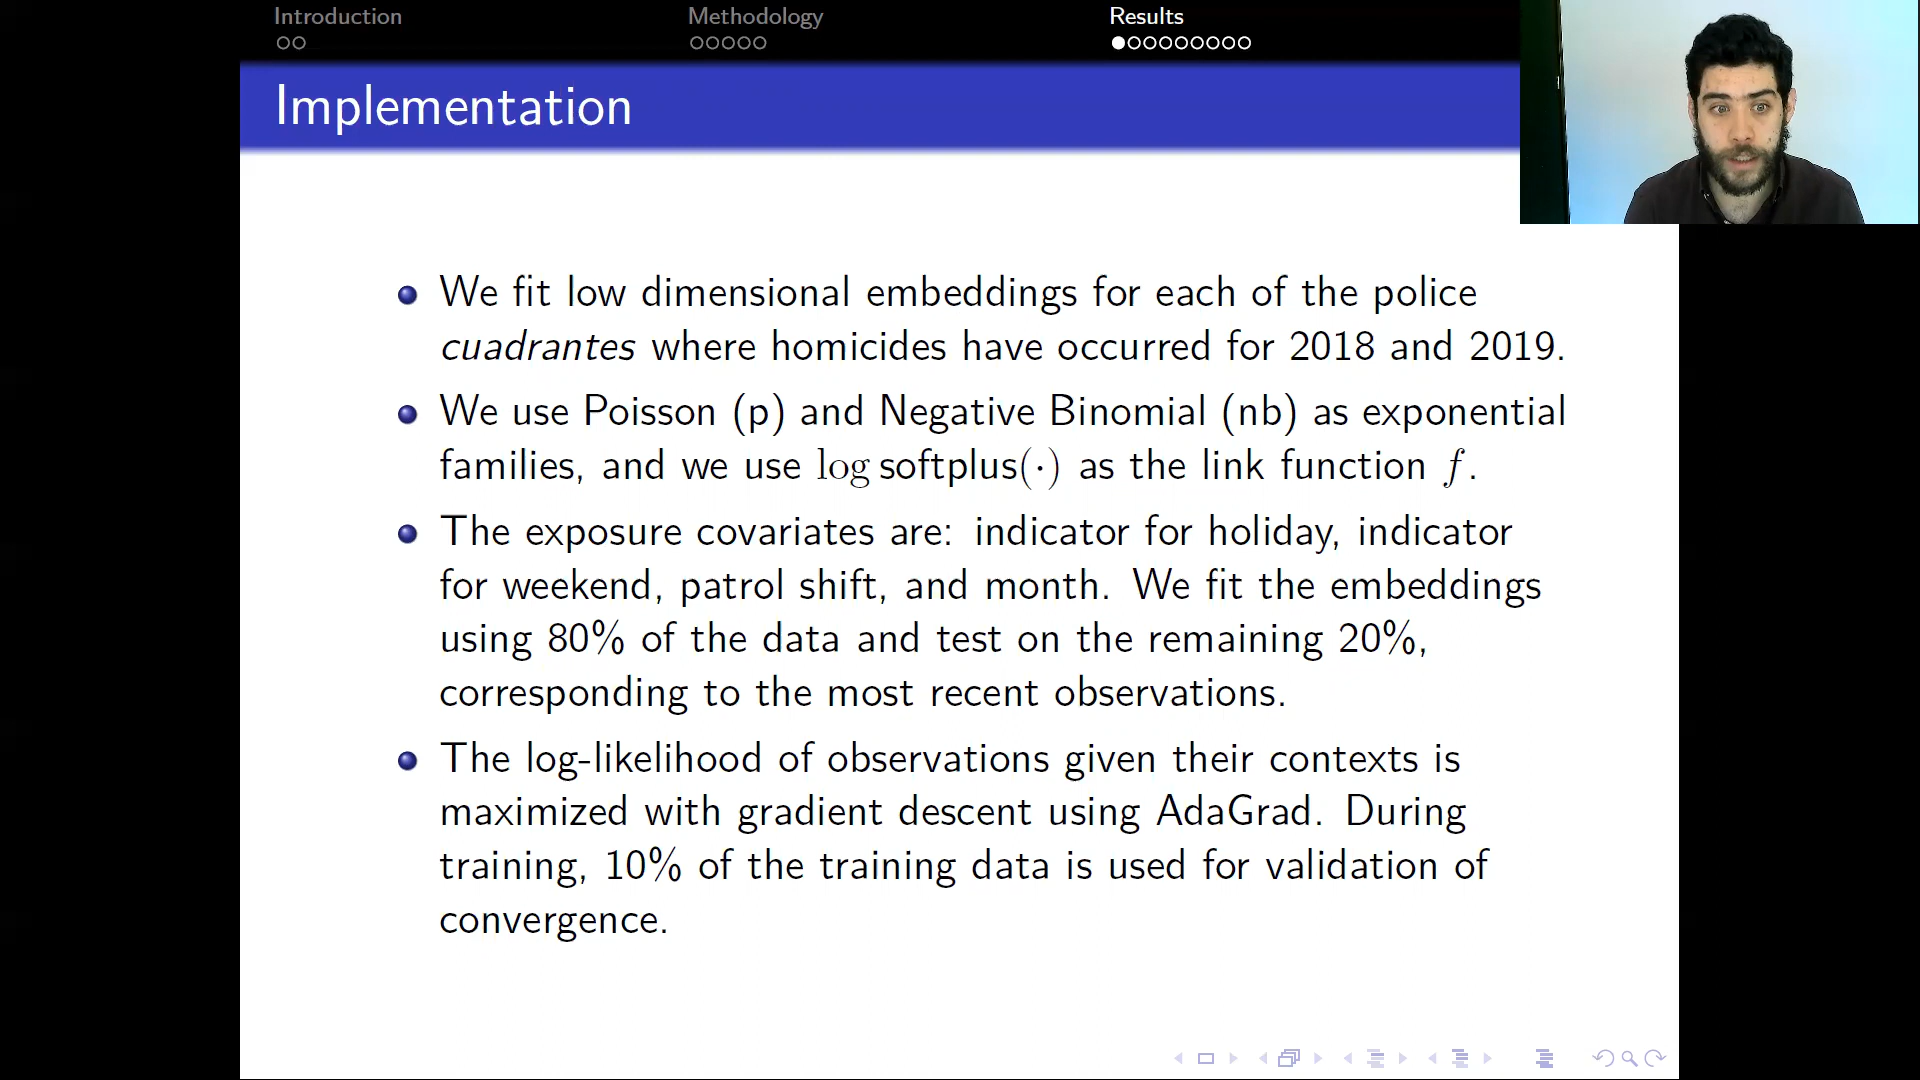 Introduction
Methodology
Results
Implementation
We fit low dimensional embeddings for each of the police
cuadrantes where homicides have occurred for 2018 and 2019.
We use Poisson (p) and Negative Binomial (nb) as exponential
families, and we use log softplus(·) as the link function f.
The exposure covariates are: indicator for holiday, indicator
for weekend, patrol shift, and month. We fit the embeddings
using 80% of the data and test on the remaining 20%,
corresponding to the most recent observations.
The log-likelihood of observations given their contexts is
maximized with gradient descent using AdaGrad. During
training, 10% of the training data is used for validation of
convergence.